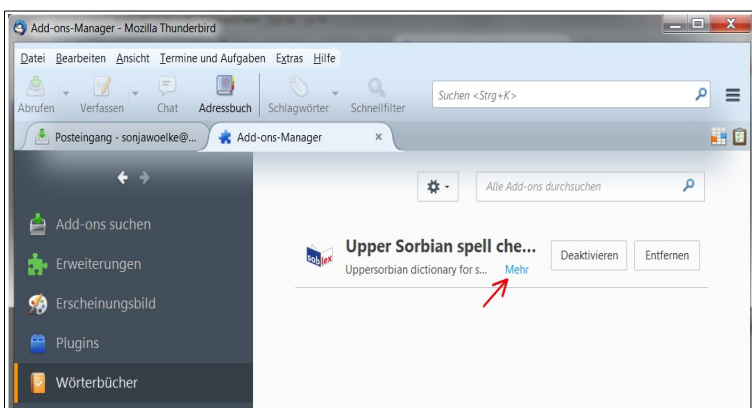 Add-ons-Manager - Mozilla Thunderbird
Datei Bearbeiten Ansicht Termine und Aufgaben Extras Hilfe
Abrufen Verfassen Chat Adressbuch Schlagwörter Schnellfilter Suchen <Strg+K>
Posteingang - sonjawoelke@... Add-ons-Manager
Alle Add-ons durchsuchen
Add-ons suchen
Erweiterungen
Erscheinungsbild
Plugins
Wörterbücher
soblex
Upper Sorbian spell che...
Uppersorbian dictionary for s... Mehr
Deaktivieren Entfernen